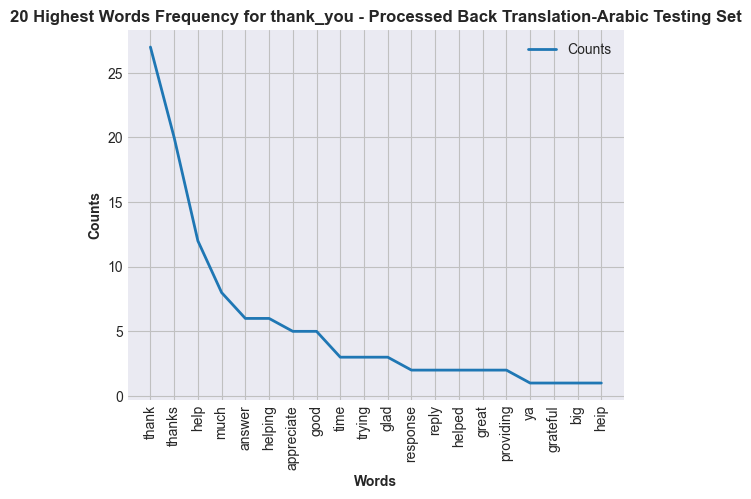 20 Highest Words Frequency for thank_you - Processed Back Translation-Arabic Testing Set
Counts
25
20
15
10
5
0
Counts
thank
thanks
help
much
answer
helping
appreciate
good
time
trying
glad
response
reply
helped
great
providing
ya
grateful
big
heip
Words